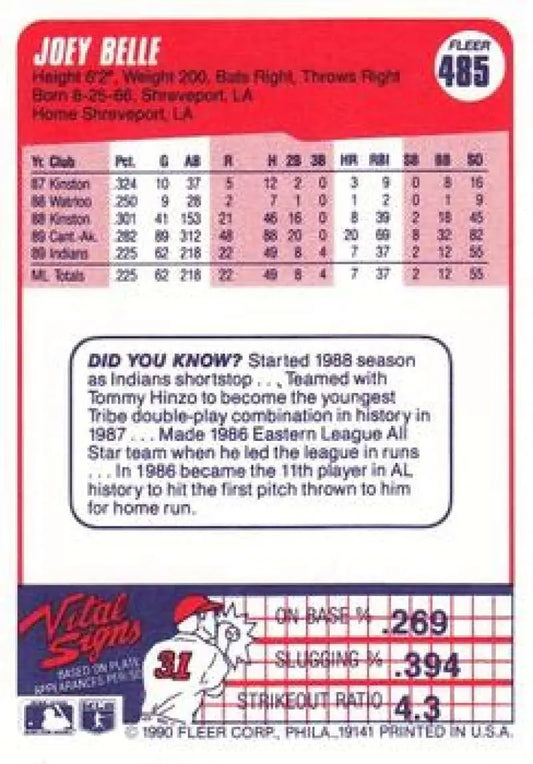 JOEY BELLE
FLEER
485
Height 6'2", Weight 200, Bats Right, Throws Right
Born 8-25-66, Shreveport, LA
Home Shreveport, LA
Yr. Club Pct. G AB R H 2B 3B HR RBI SB BB SO
87 Kinston .324 10 37 5 12 2 0 3 9 0 8 16
88 Watrloo .250 9 28 2 7 1 0 1 2 0 1 9
88 Kinston .301 41 153 21 46 16 0 8 39 2 18 45
89 Cant.-Ak. .282 89 312 48 88 20 0 20 69 8 32 82
89 Indians .225 62 218 22 49 8 4 7 37 2 12 55
ML Totals .225 62 218 22 49 8 4 7 37 2 12 55
DID YOU KNOW? Started 1988 season
as Indians shortstop . . . Teamed with
Tommy Hinzo to become the youngest
Tribe double-play combination in history in
1987 . . . Made 1986 Eastern League All
Star team when he led the league in runs
. . . In 1986 became the 11th player in AL
history to hit the first pitch thrown to him
for home run.
Vital
Signs
BASED ON PLATE
APPEARANCES PER SO
31
ON BASE % .269
SLUGGING % .394
STRIKEOUT RATIO 4.3
© 1990 FLEER CORP., PHILA., 19141 PRINTED IN U.S.A.